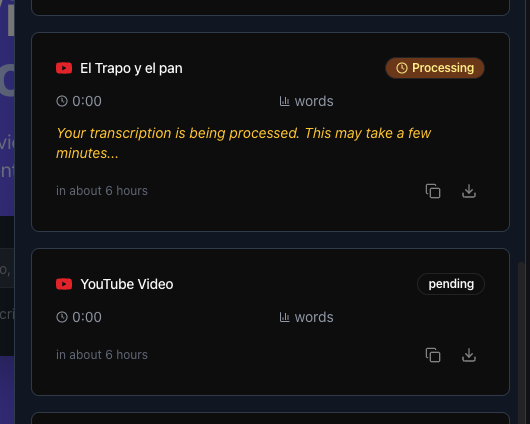 El Trapo y el pan
Processing
0:00
words
Your transcription is being processed. This may take a few
minutes...
in about 6 hours
YouTube Video
pending
0:00
words
in about 6 hours